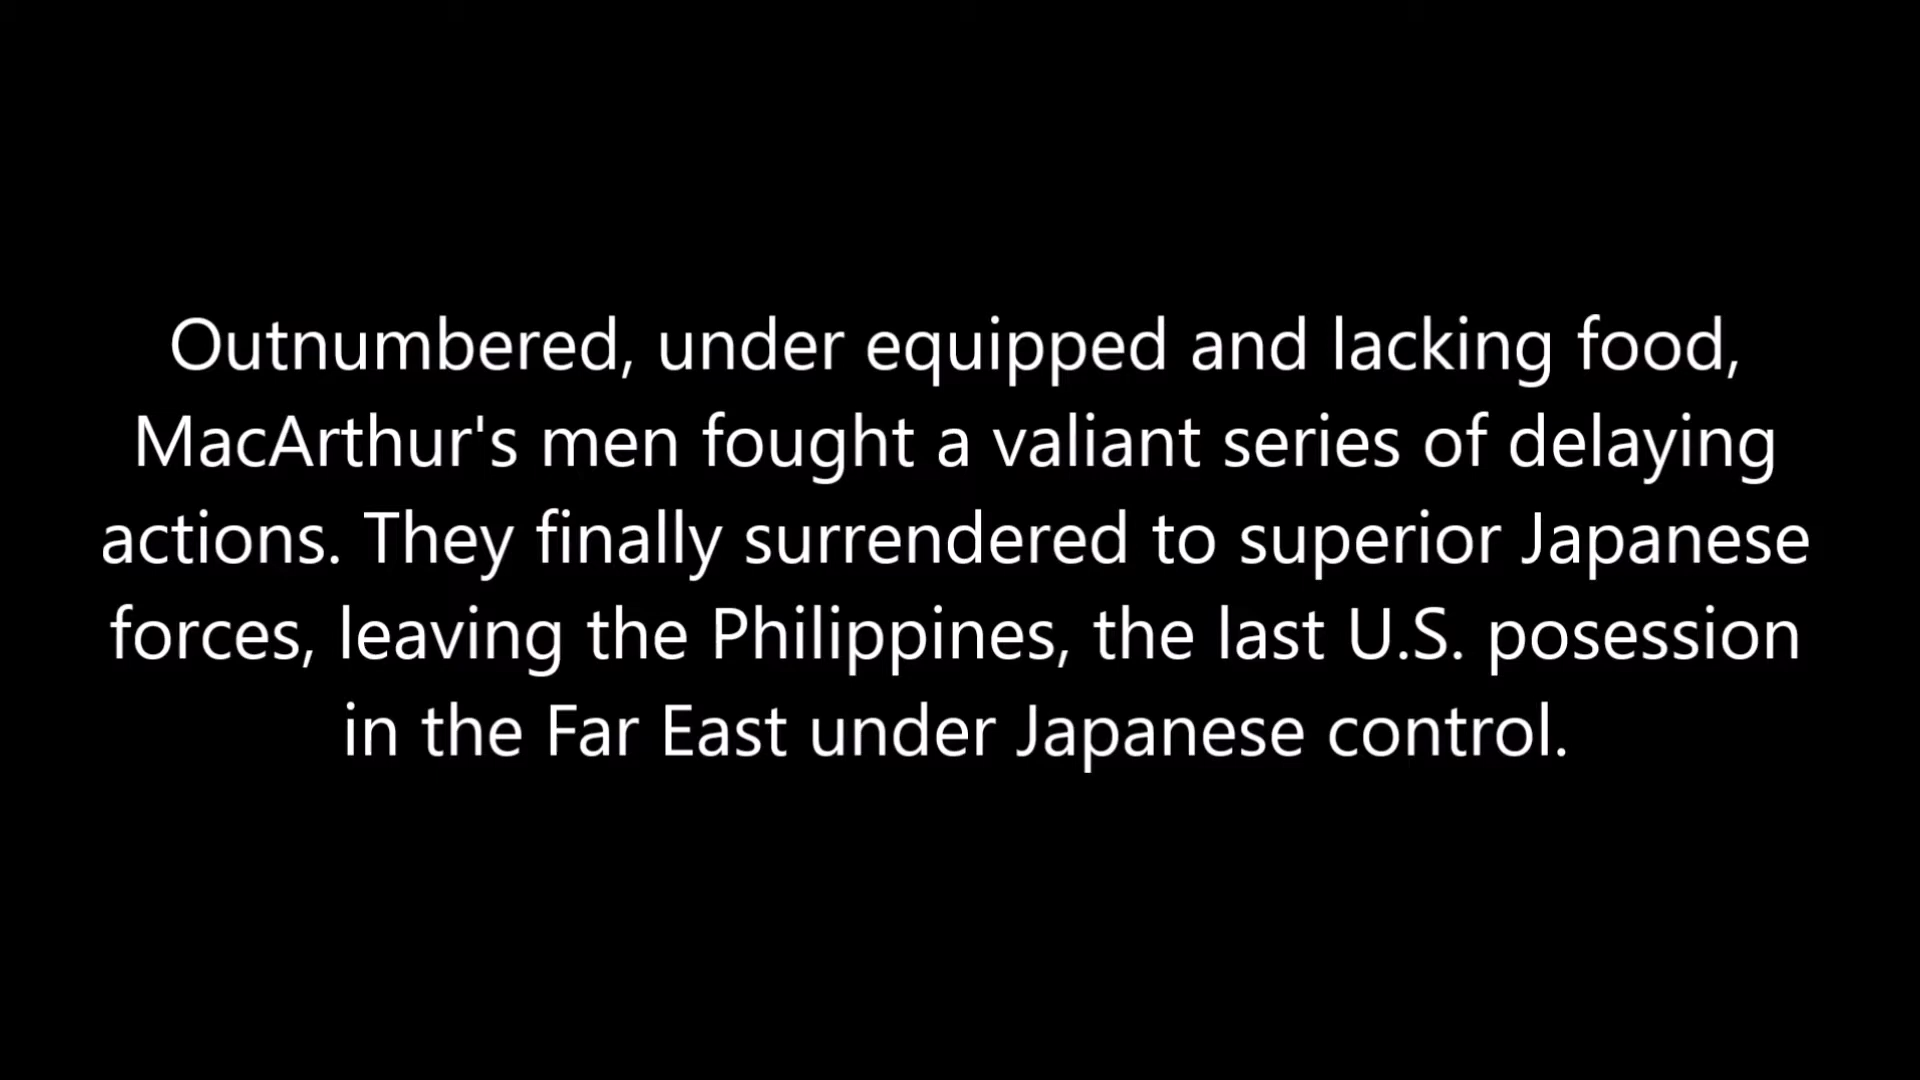 Outnumbered, under equipped and lacking food,
MacArthur's men fought a valiant series of delaying
actions. They finally surrendered to superior Japanese
forces, leaving the Philippines, the last U.S. posession
in the Far East under Japanese control.